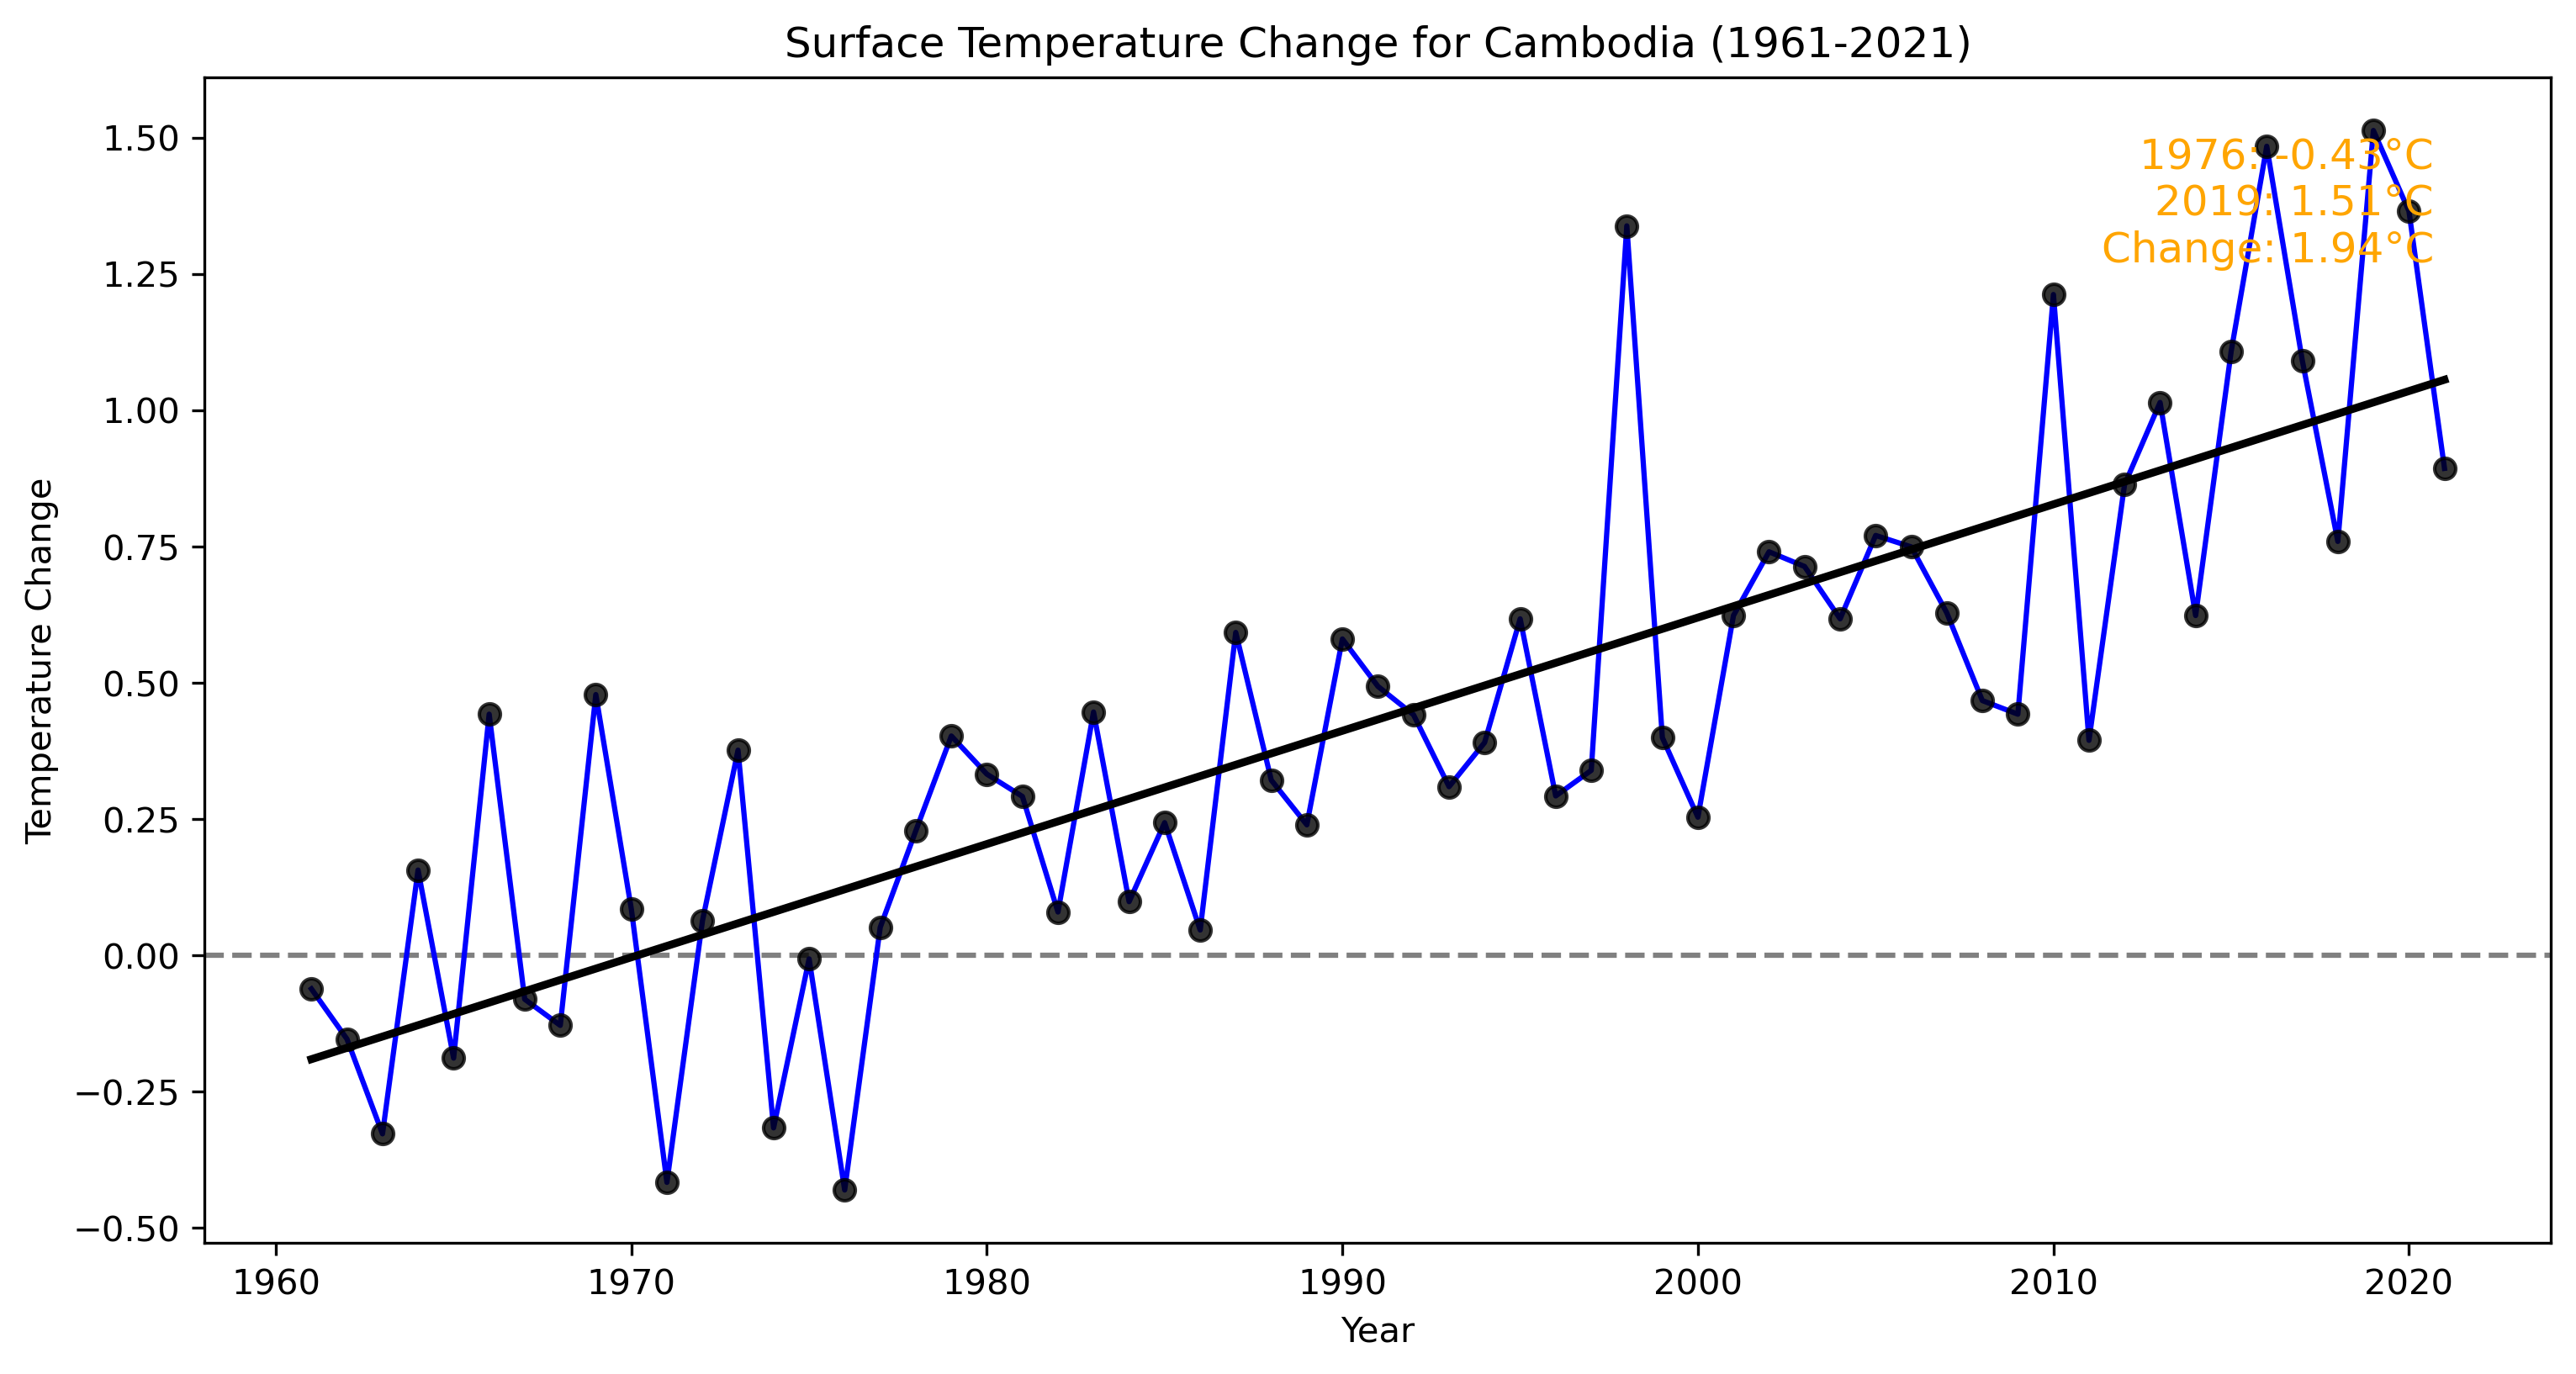 Surface Temperature Change for Cambodia (1961-2021)
1976: -0.43°C
2019: 1.51°C
Change: 1.94°C
Temperature Change
1.50
1.25
1.00
0.75
0.50
0.25
0.00
−0.25
−0.50
1960 1970 1980 1990 2000 2010 2020
Year